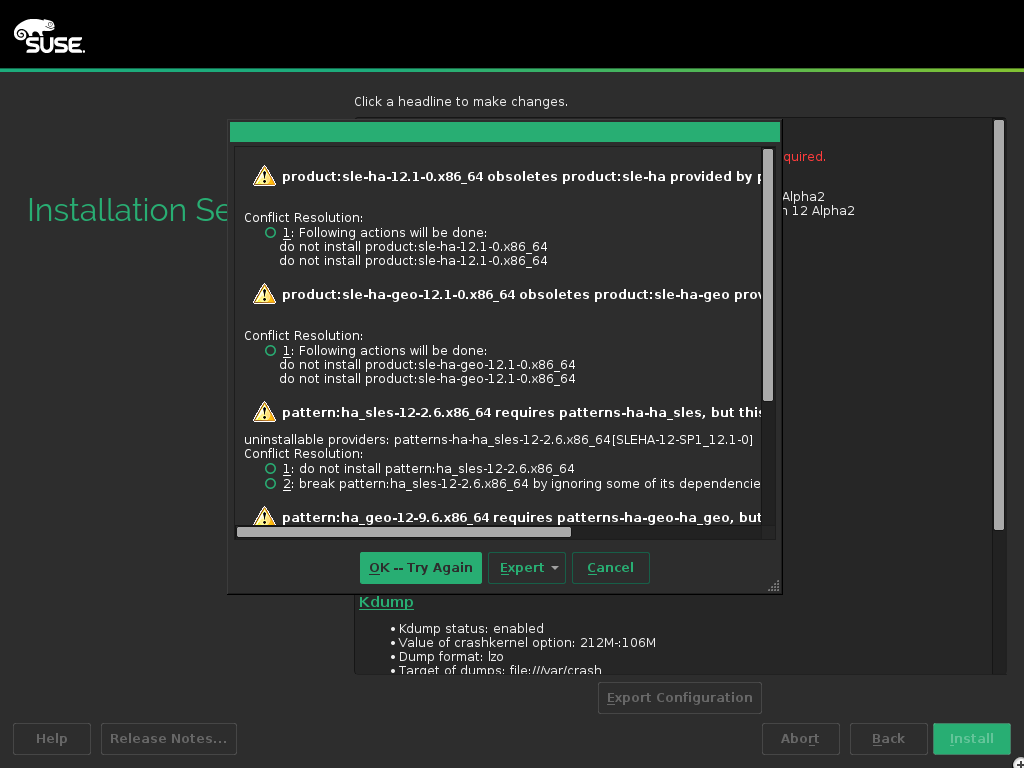 SUSE
Click a headline to make changes.
quired.
product:sle-ha-12.1-0.x86_64 obsoletes product:sle-ha provided by
Alpha2
12 Alpha2
Installation Se
Conflict Resolution:
1: Following actions will be done:
do not install product:sle-ha-12.1-0.x86_64
do not install product:sle-ha-12.1-0.x86_64
product:sle-ha-geo-12.1-0.x86_64 obsoletes product:sle-ha-geo prov
Conflict Resolution:
1: Following actions will be done:
do not install product:sle-ha-geo-12.1-0.x86_64
do not install product:sle-ha-geo-12.1-0.x86_64
pattern:ha_sles-12-2.6.x86_64 requires patterns-ha-ha_sles, but this
uninstallable providers: patterns-ha-ha_sles-12-2.6.x86_64[SLEHA-12-SP1_12.1-0]
Conflict Resolution:
1: do not install pattern:ha_sles-12-2.6.x86_64
2: break pattern:ha_sles-12-2.6.x86_64 by ignoring some of its dependencie
pattern:ha_geo-12-9.6.x86_64 requires patterns-ha-geo-ha_geo, but
OK -- Try Again
Expert
Cancel
Kdump
• Kdump status: enabled
• Value of crashkernel option: 212M-:106M
• Dump format: lzo
• Target of dumps: file:///var/crash
Export Configuration
Help
Release Notes...
Abort
Back
Install